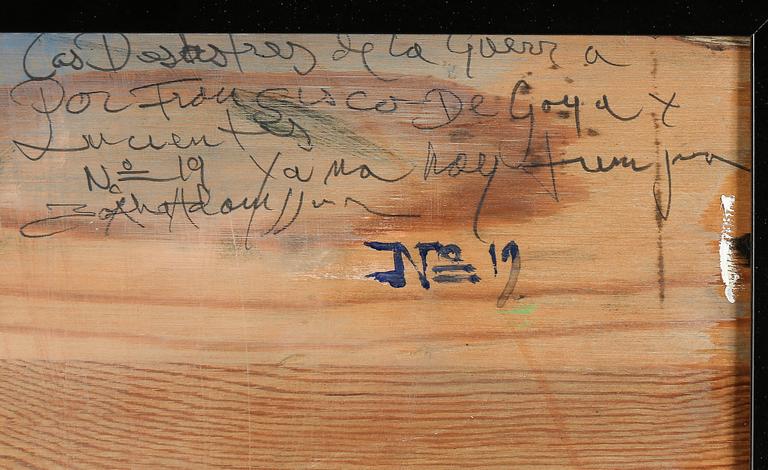 Los Desastres de la Guerra
Por Francisco De Goya y
Lucientes
Nº 19 Ya no hay tiempo
Nº 19